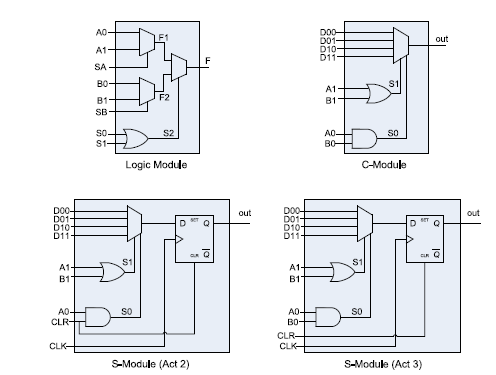 A0
F1
A1
SA
F
B0
B1
F2
SB
S0
S2
S1
Logic Module
D00
D01
D10
D11
out
A1
S1
B1
A0
S0
B0
C-Module
D00
D01
D10
D11
out
D SET Q
CLR Q
A1
S1
B1
A0
S0
CLR
CLK
S-Module (Act 2)
D00
D01
D10
D11
out
D SET Q
CLR Q
A1
S1
B1
A0
S0
B0
CLR
CLK
S-Module (Act 3)